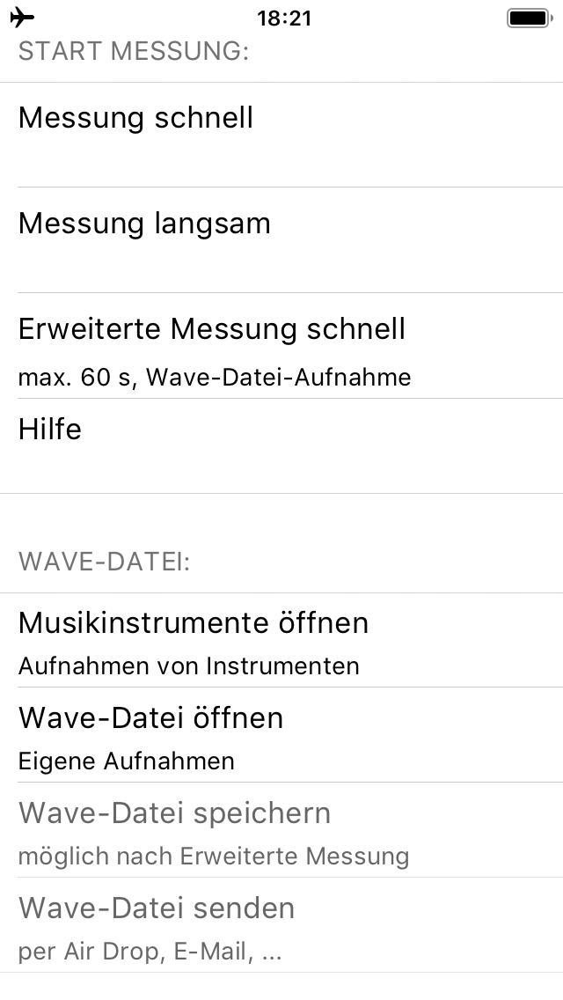 18:21
START MESSUNG:
Messung schnell
Messung langsam
Erweiterte Messung schnell
max. 60 s, Wave-Datei-Aufnahme
Hilfe
WAVE-DATEI:
Musikinstrumente öffnen
Aufnahmen von Instrumenten
Wave-Datei öffnen
Eigene Aufnahmen
Wave-Datei speichern
möglich nach Erweiterte Messung
Wave-Datei senden
per Air Drop, E-Mail, ...